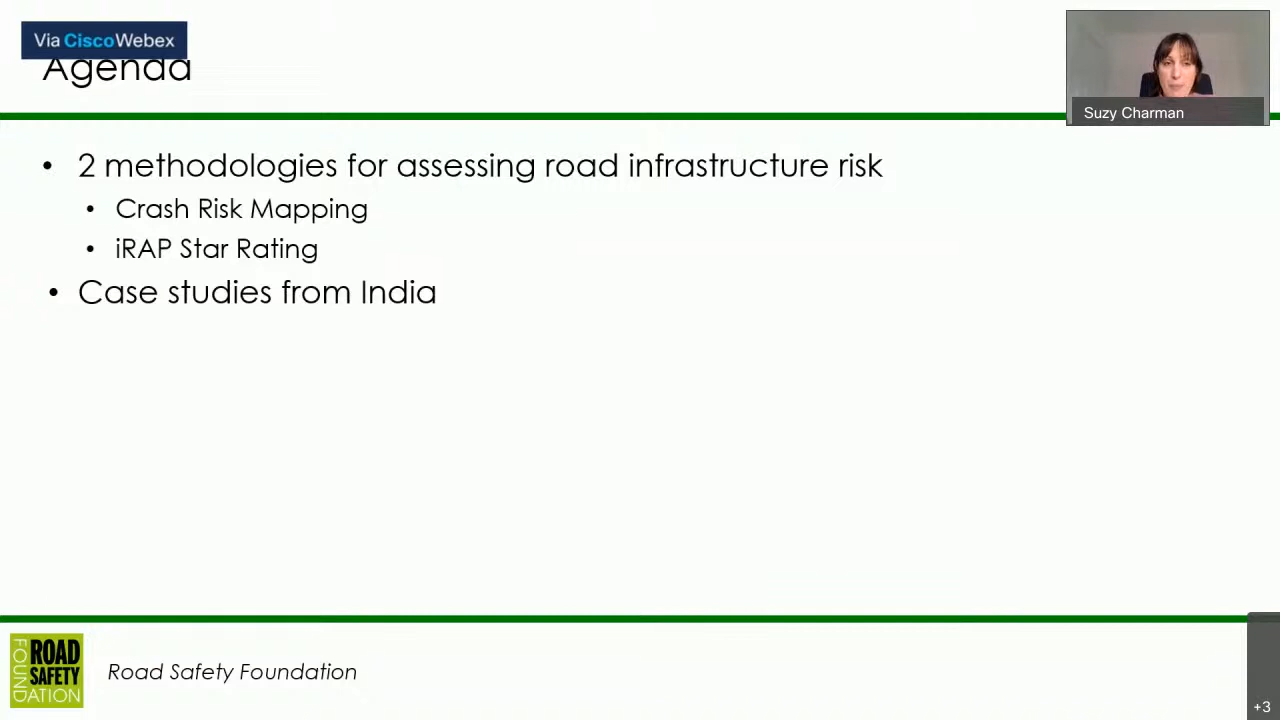 Via CiscoWebex
Agenda
Suzy Charman
• 2 methodologies for assessing road infrastructure risk
• Crash Risk Mapping
• iRAP Star Rating
• Case studies from India
FOUNDATION
ROAD
SAFETY
Road Safety Foundation
+3